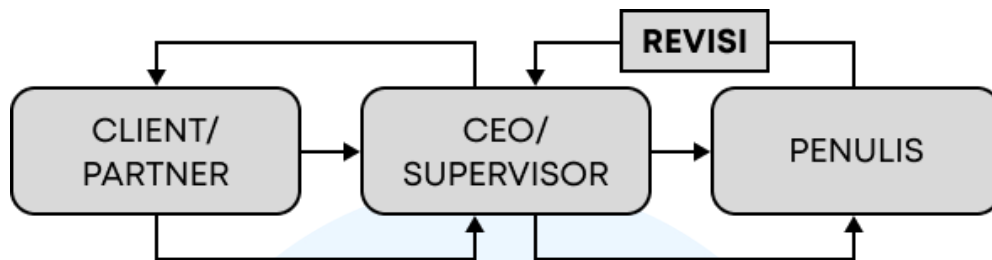 REVISI
CLIENT/
PARTNER
CEO/
SUPERVISOR
PENULIS